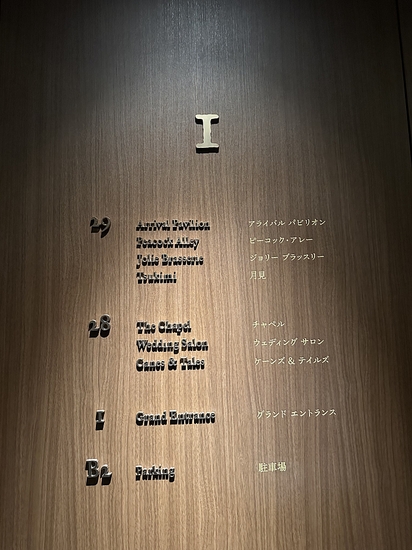 1
29 Arrival Pavilion アライバル パビリオン
Peacock Alley ピーコック・アレー
Jolie Brasserie ジョリー ブラッスリー
Tsukimi 月見
28 The Chapel チャペル
Wedding Salon ウェディング サロン
Canes & Tales ケーンズ & テイルズ
1 Grand Entrance グランド エントランス
B2 Parking 駐車場